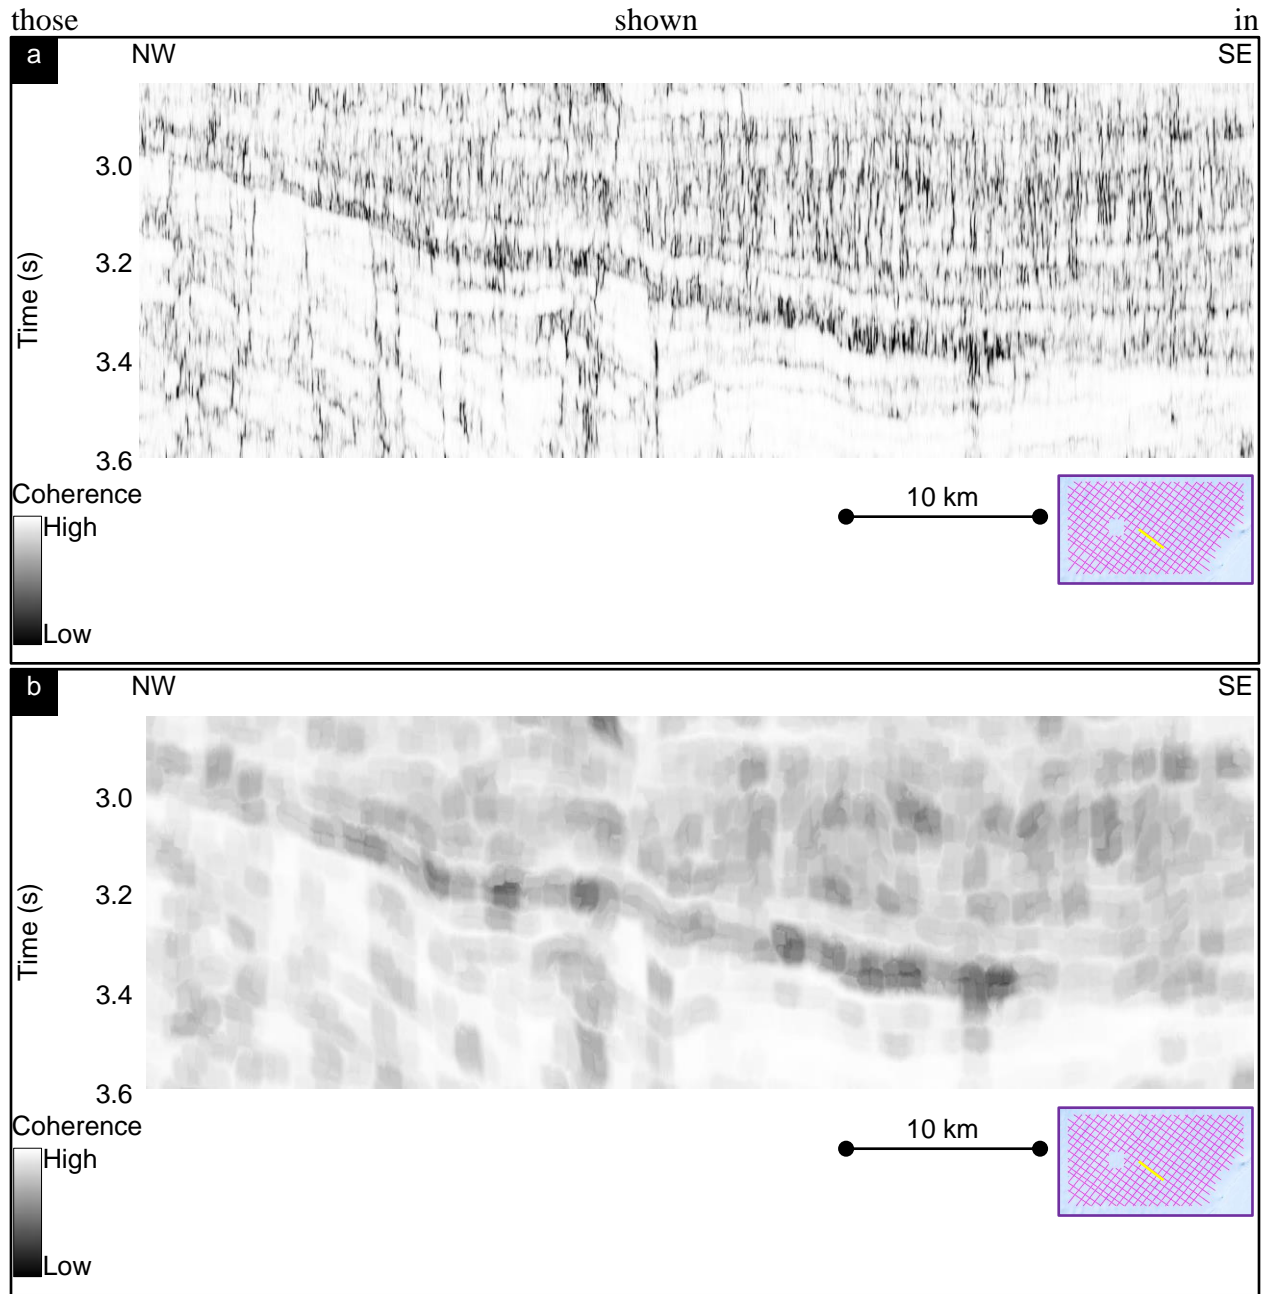 those shown in
a
NW SE
3.0
3.2
3.4
3.6
Time (s)
Coherence
High
Low
10 km
b
NW SE
3.0
3.2
3.4
3.6
Time (s)
Coherence
High
Low
10 km